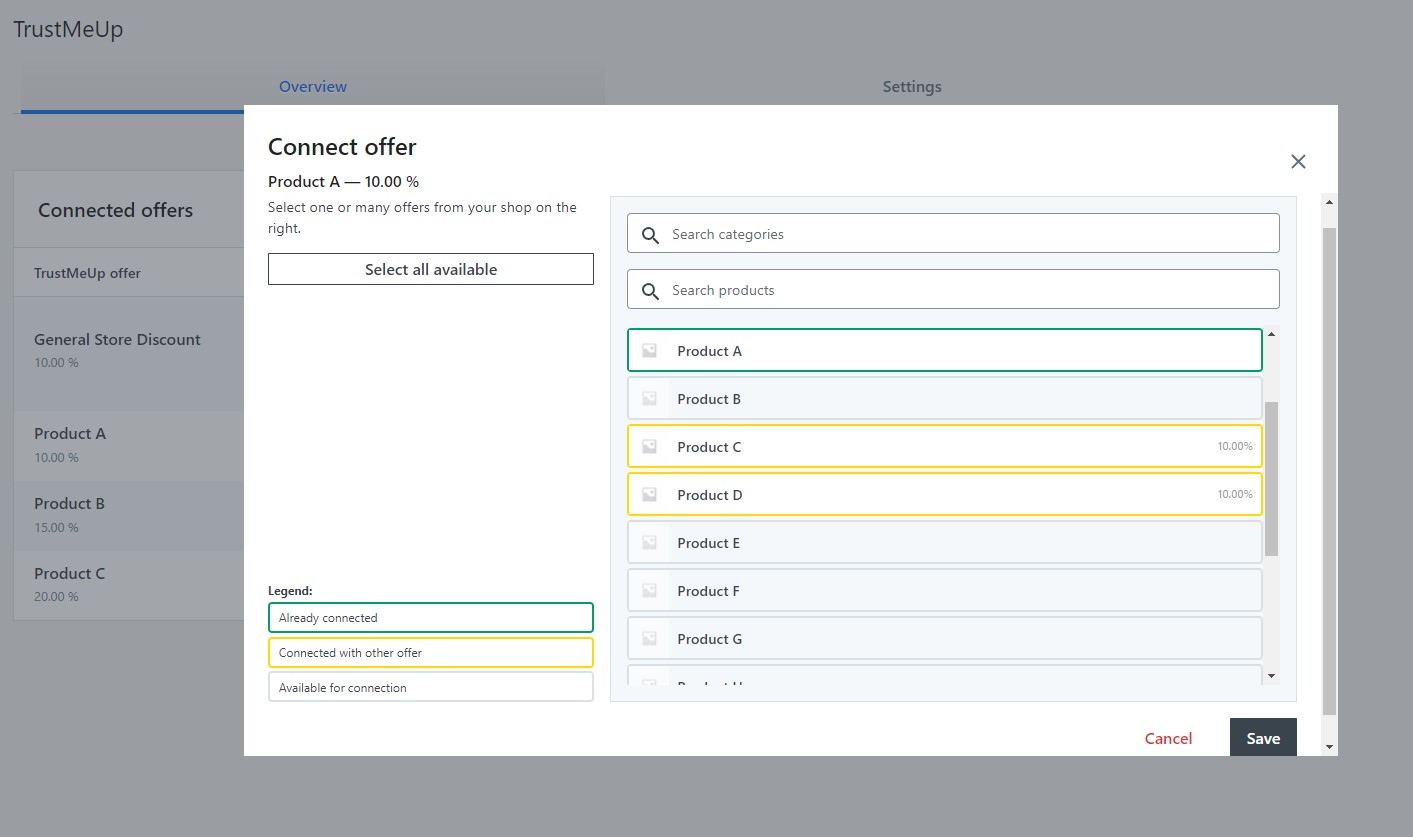 TrustMeUp
Overview
Settings
Connected offers
TrustMeUp offer
General Store Discount
10.00 %
Product A
10.00 %
Product B
15.00 %
Product C
20.00 %
Connect offer
Product A — 10.00 %
Select one or many offers from your shop on the
right.
Select all available
Legend:
Already connected
Connected with other offer
Available for connection
Search categories
Search products
Product A
Product B
Product C 10.00%
Product D 10.00%
Product E
Product F
Product G
Cancel
Save